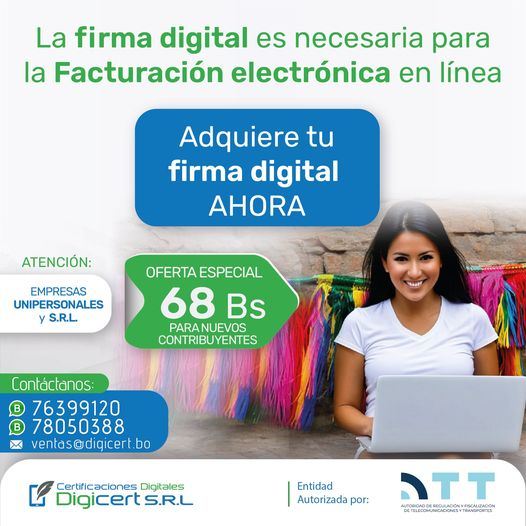 La firma digital es necesaria para
la Facturación electrónica en línea
Adquiere tu
firma digital
AHORA
ATENCIÓN:
EMPRESAS
UNIPERSONALES
y S.R.L.
OFERTA ESPECIAL
68 Bs
PARA NUEVOS
CONTRIBUYENTES
Contáctanos:
76399120
78050388
ventas@digicert.bo
Certificaciones Digitales
Digicert S.R.L
Entidad
Autorizada por:
ATT
AUTORIDAD DE REGULACIÓN Y FISCALIZACIÓN
DE TELECOMUNICACIONES Y TRANSPORTES